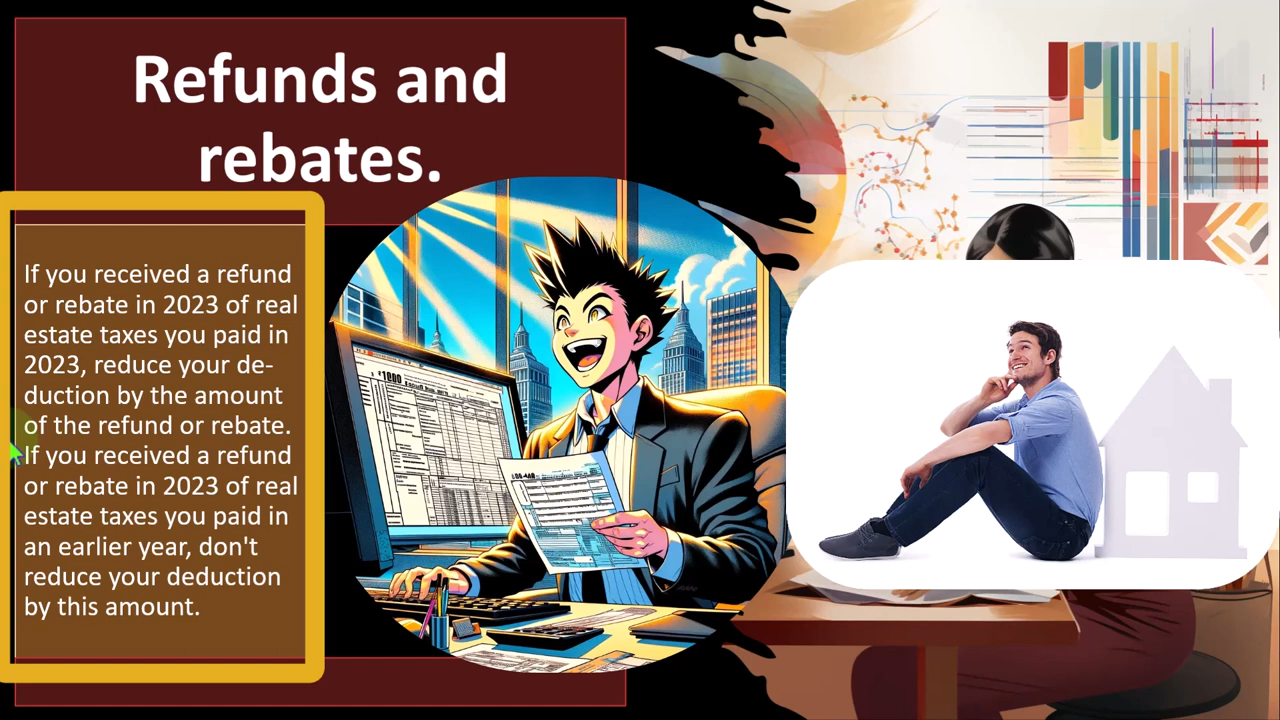 Refunds and
rebates.
If you received a refund
or rebate in 2023 of real
estate taxes you paid in
2023, reduce your de-
duction by the amount
of the refund or rebate.
If you received a refund
or rebate in 2023 of real
estate taxes you paid in
an earlier year, don't
reduce your deduction
by this amount.